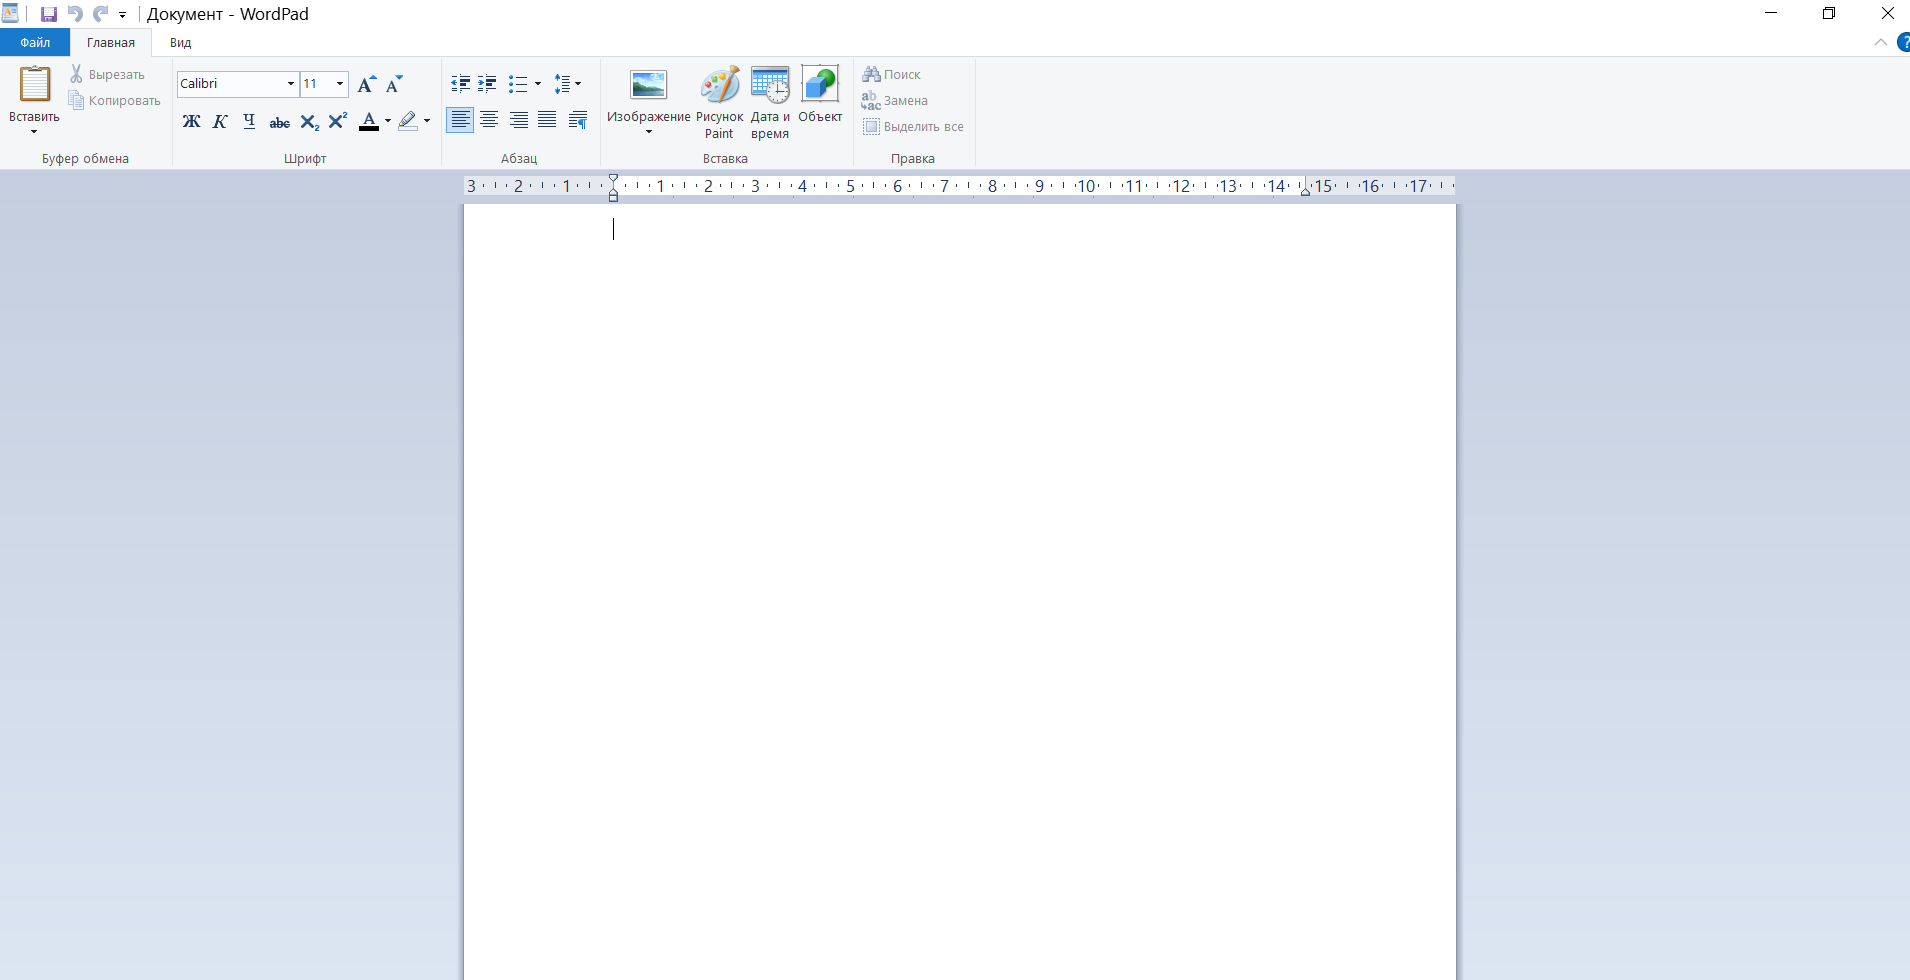 Документ - WordPad
Файл Главная Вид
Вставить
Вырезать
Копировать
Буфер обмена
Calibri 11
Ж К Ч abc X₂ X² A
Шрифт
Абзац
Изображение
Рисунок Paint
Дата и время
Объект
Вставка
Поиск
Замена
Выделить все
Правка
3 2 1 1 2 3 4 5 6 7 8 9 10 11 12 13 14 15 16 17